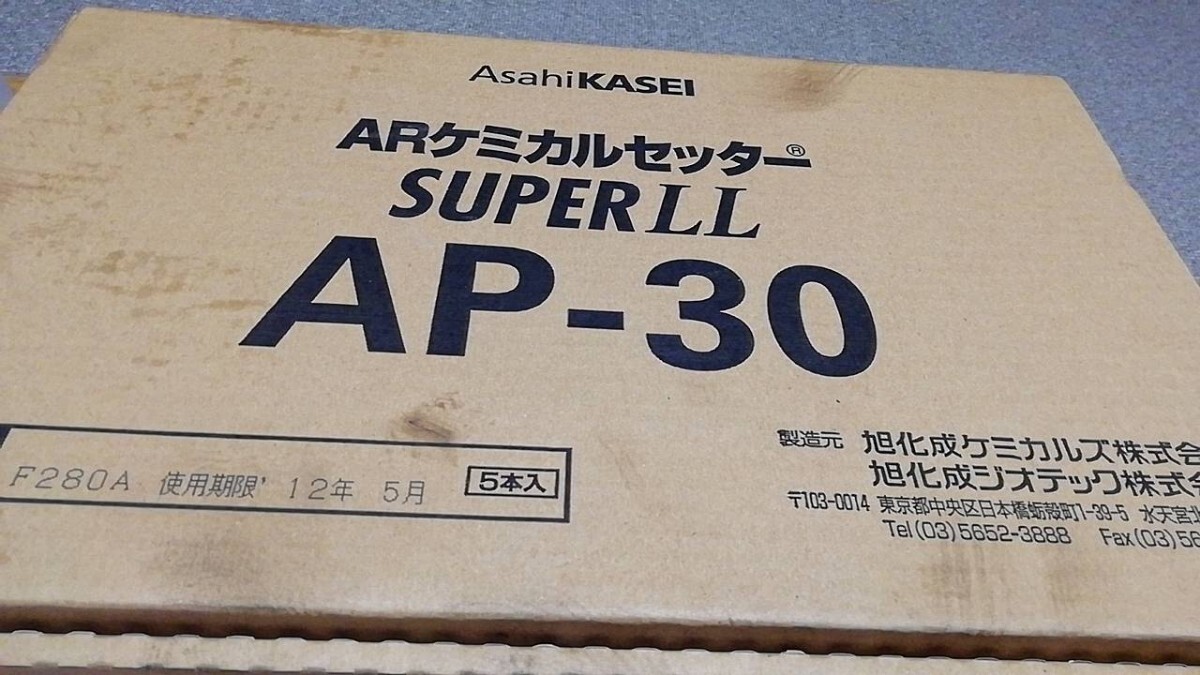 AsahiKASEI
ARケミカルセッター®
SUPER LL
AP-30
F280A 使用期限' 12年 5月 5本入
製造元 旭化成ケミカルズ株式会
旭化成ジオテック株式会
〒103-0014 東京都中央区日本橋蛎殻町1-39-5 水天宮北
Tel(03)5652-3888 Fax(03)56